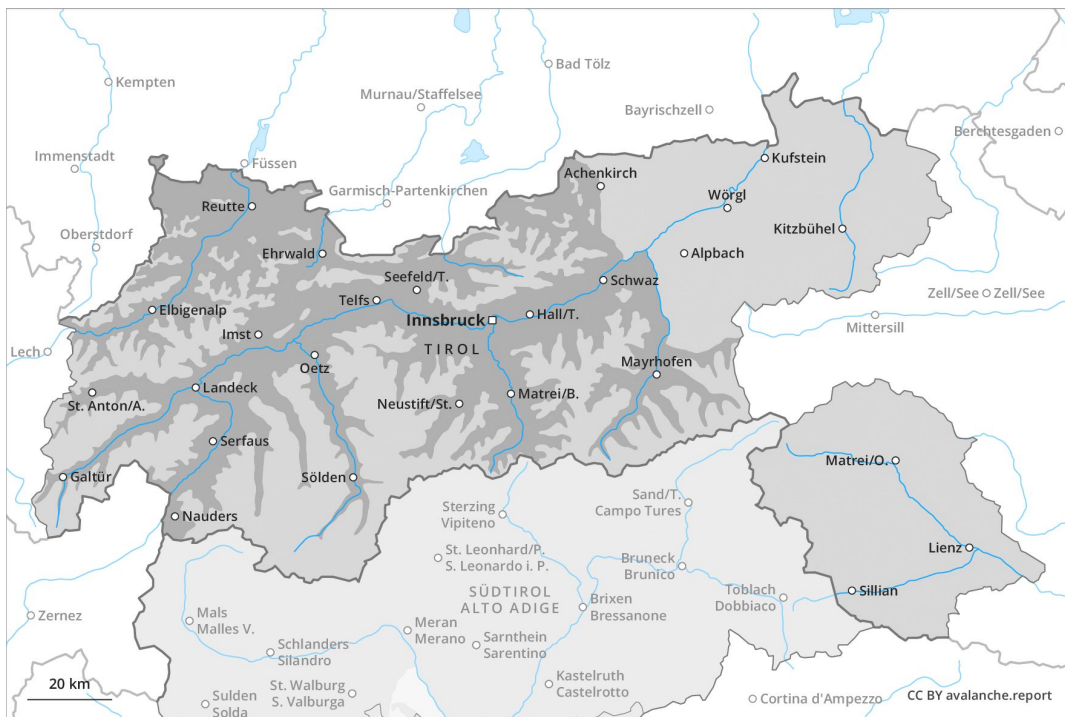 Kempten
Bad Tölz
Murnau/Staffelsee
Bayrischzell
Berchtesgaden
Immenstadt
Füssen
Kufstein
Achenkirch
Garmisch-Partenkirchen
Reutte
Wörgl
Kitzbühel
Oberstdorf
Ehrwald
Alpbach
Seefeld/T.
Schwaz
Zell/See
Zell/See
Telfs
Elbigenalp
Innsbruck
Hall/T.
Mittersill
Imst
Lech
TIROL
Oetz
Mayrhofen
Landeck
St. Anton/A.
Neustift/St.
Matrei/B.
Serfaus
Matrei/O.
Galtür
Sölden
Sand/T.
Campo Tures
Sterzing
Vipiteno
Nauders
Lienz
St. Leonhard/P.
S. Leonardo i. P.
Bruneck
Brunico
Sillian
SÜDTIROL
ALTO ADIGE
Toblach
Dobbiaco
Brixen
Bressanone
Zernez
Mals
Malles V.
Meran
Merano
Sarnthein
Sarentino
Schlanders
Silandro
20 km
St. Walburg
S. Valburga
Kastelruth
Castelrotto
Sulden
Solda
Cortina d'Ampezzo
CC BY avalanche.report